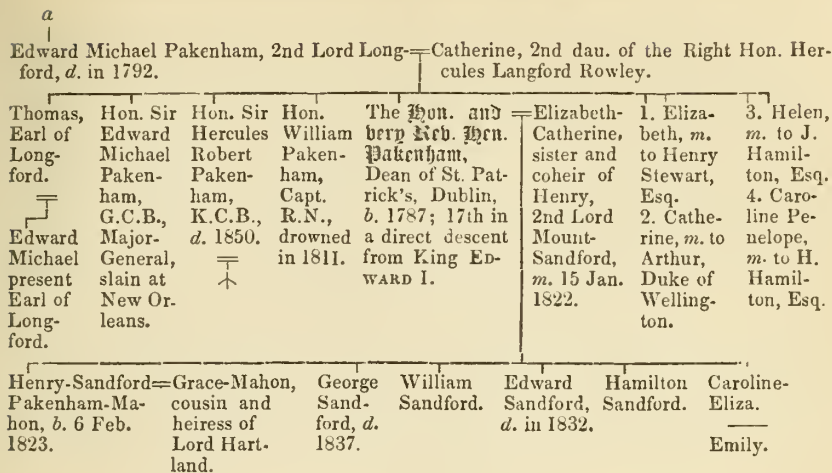 a
Edward Michael Pakenham, 2nd Lord Long-
ford, d. in 1792.
Catherine, 2nd dau. of the Right Hon. Her-
cules Langford Rowley.
Thomas,
Earl of
Long-
ford.
Edward
Michael
present
Earl of
Long-
ford.
Hon. Sir
Edward
Michael
Paken-
ham,
G.C.B.,
Major-
General,
slain at
New Or-
leans.
Hon. Sir
Hercules
Robert
Paken-
ham,
K.C.B.,
d. 1850.
Hon.
William
Paken-
ham,
Capt.
R.N.,
drowned
in 1811.
The Hon. and
very Rev. Hen.
Pakenham,
Dean of St. Pat-
rick's, Dublin,
b. 1787; 17th in
a direct descent
from King ED-
WARD I.
Elizabeth-
Catherine,
sister and
coheir of
Henry,
2nd Lord
Mount-
Sandford,
m. 15 Jan.
1822.
1. Eliza-
beth, m.
to Henry
Stewart,
Esq.
2. Cathe-
rine, m. to
Arthur,
Duke of
Welling-
ton.
3. Helen,
m. to J.
Hamil-
ton, Esq.
4. Caro-
line Pe-
nelope,
m. to H.
Hamil-
ton, Esq.
Henry-Sandford
Pakenham-Ma-
hon, b. 6 Feb.
1823.
Grace-Mahon,
cousin and
heiress of
Lord Hart-
land.
George
Sand-
ford, d.
1837.
William
Sandford.
Edward
Sandford,
d. in 1832.
Hamilton
Sandford.
Caroline-
Eliza.
Emily.